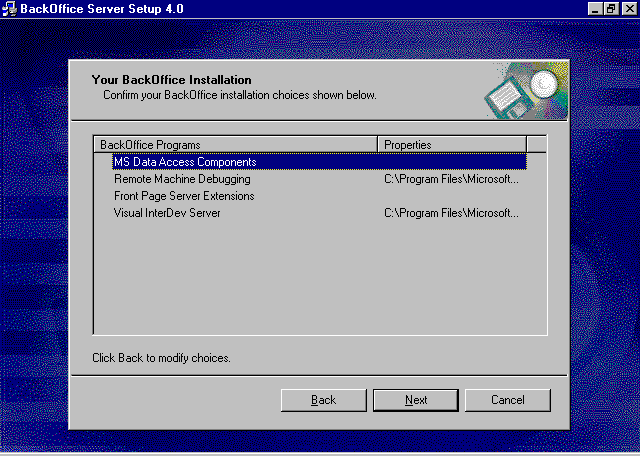 BackOffice Server Setup 4.0
Your BackOffice Installation
Confirm your BackOffice installation choices shown below.
BackOffice Programs Properties
MS Data Access Components
Remote Machine Debugging C:\Program Files\Microsoft...
Front Page Server Extensions
Visual InterDev Server C:\Program Files\Microsoft...
Click Back to modify choices.
Back Next Cancel